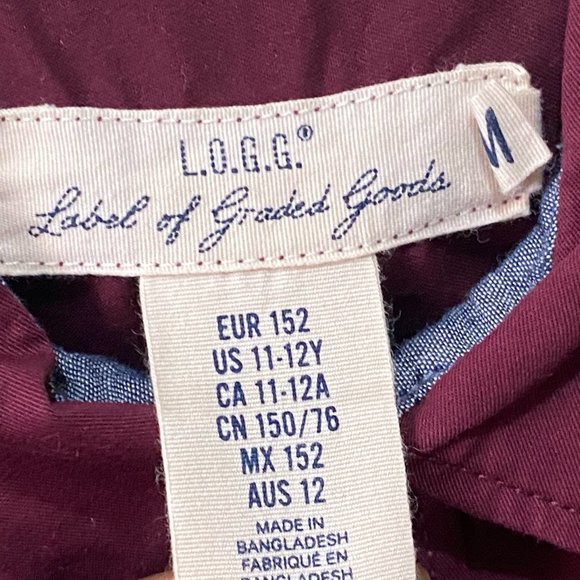 L.O.G.G.®
Label of Graded Goods
EUR 152
US 11-12Y
CA 11-12A
CN 150/76
MX 152
AUS 12
MADE IN
BANGLADESH
FABRIQUÉ EN
BANGLADESH